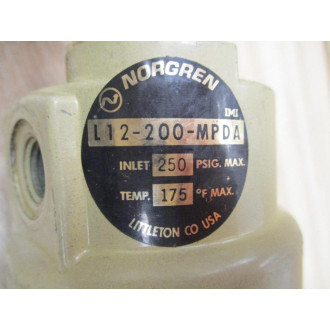 NORGREN
IMI
L12-200-MPDA
INLET 250 PSIG. MAX.
TEMP. 175 °F MAX.
LITTLETON CO USA